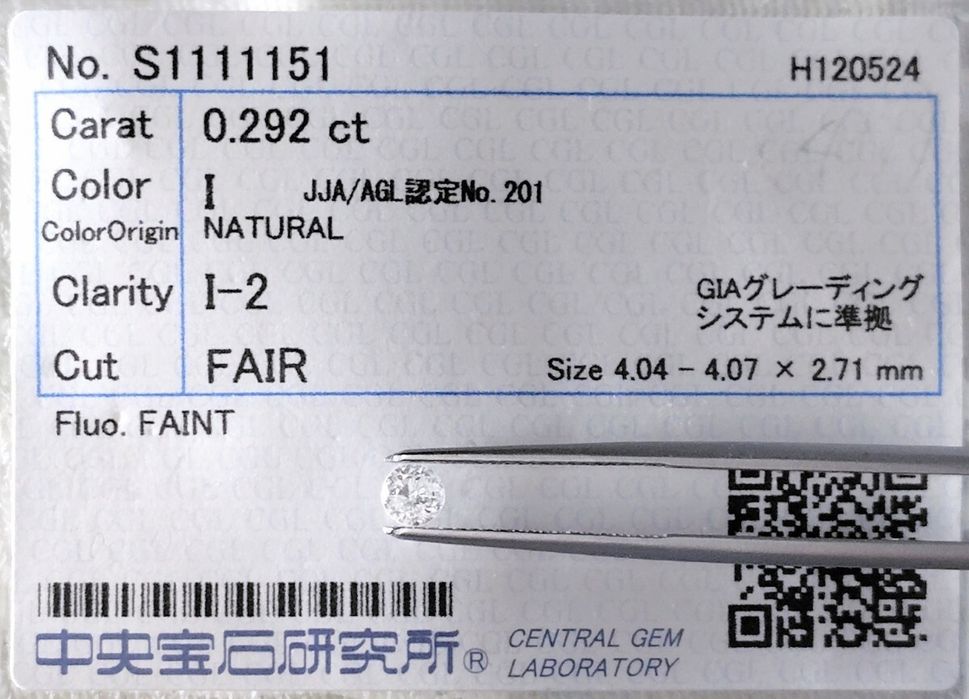 No. S1111151
H120524
Carat 0.292 ct
Color I JJA/AGL認定No.201
ColorOrigin NATURAL
Clarity I-2
GIAグレーディング
システムに準拠
Cut FAIR Size 4.04 - 4.07 × 2.71 mm
Fluo. FAINT
中央宝石研究所®
CENTRAL GEM
LABORATORY